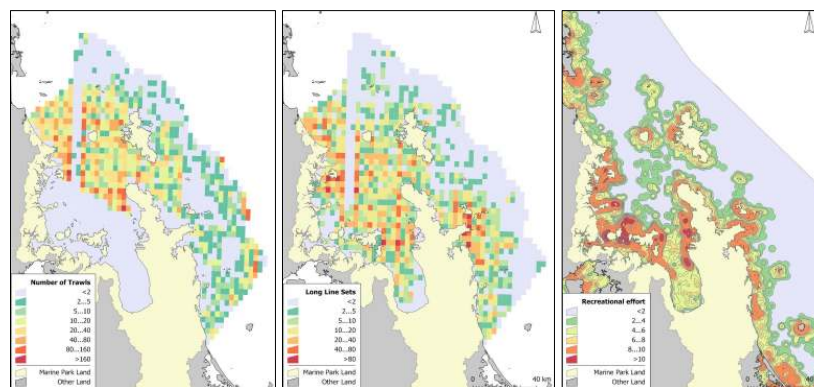 Number of Trawls
<2
2...5
5...10
10...20
20...40
40...80
80...160
>160
Marine Park Land
Other Land
Long Line Sets
<2
2...5
5...10
10...20
20...40
40...80
>80
Marine Park Land
Other Land
0 40 km
Recreational effort
<2
2...4
4...6
6...8
8...10
>10
Marine Park Land
Other Land
0 40